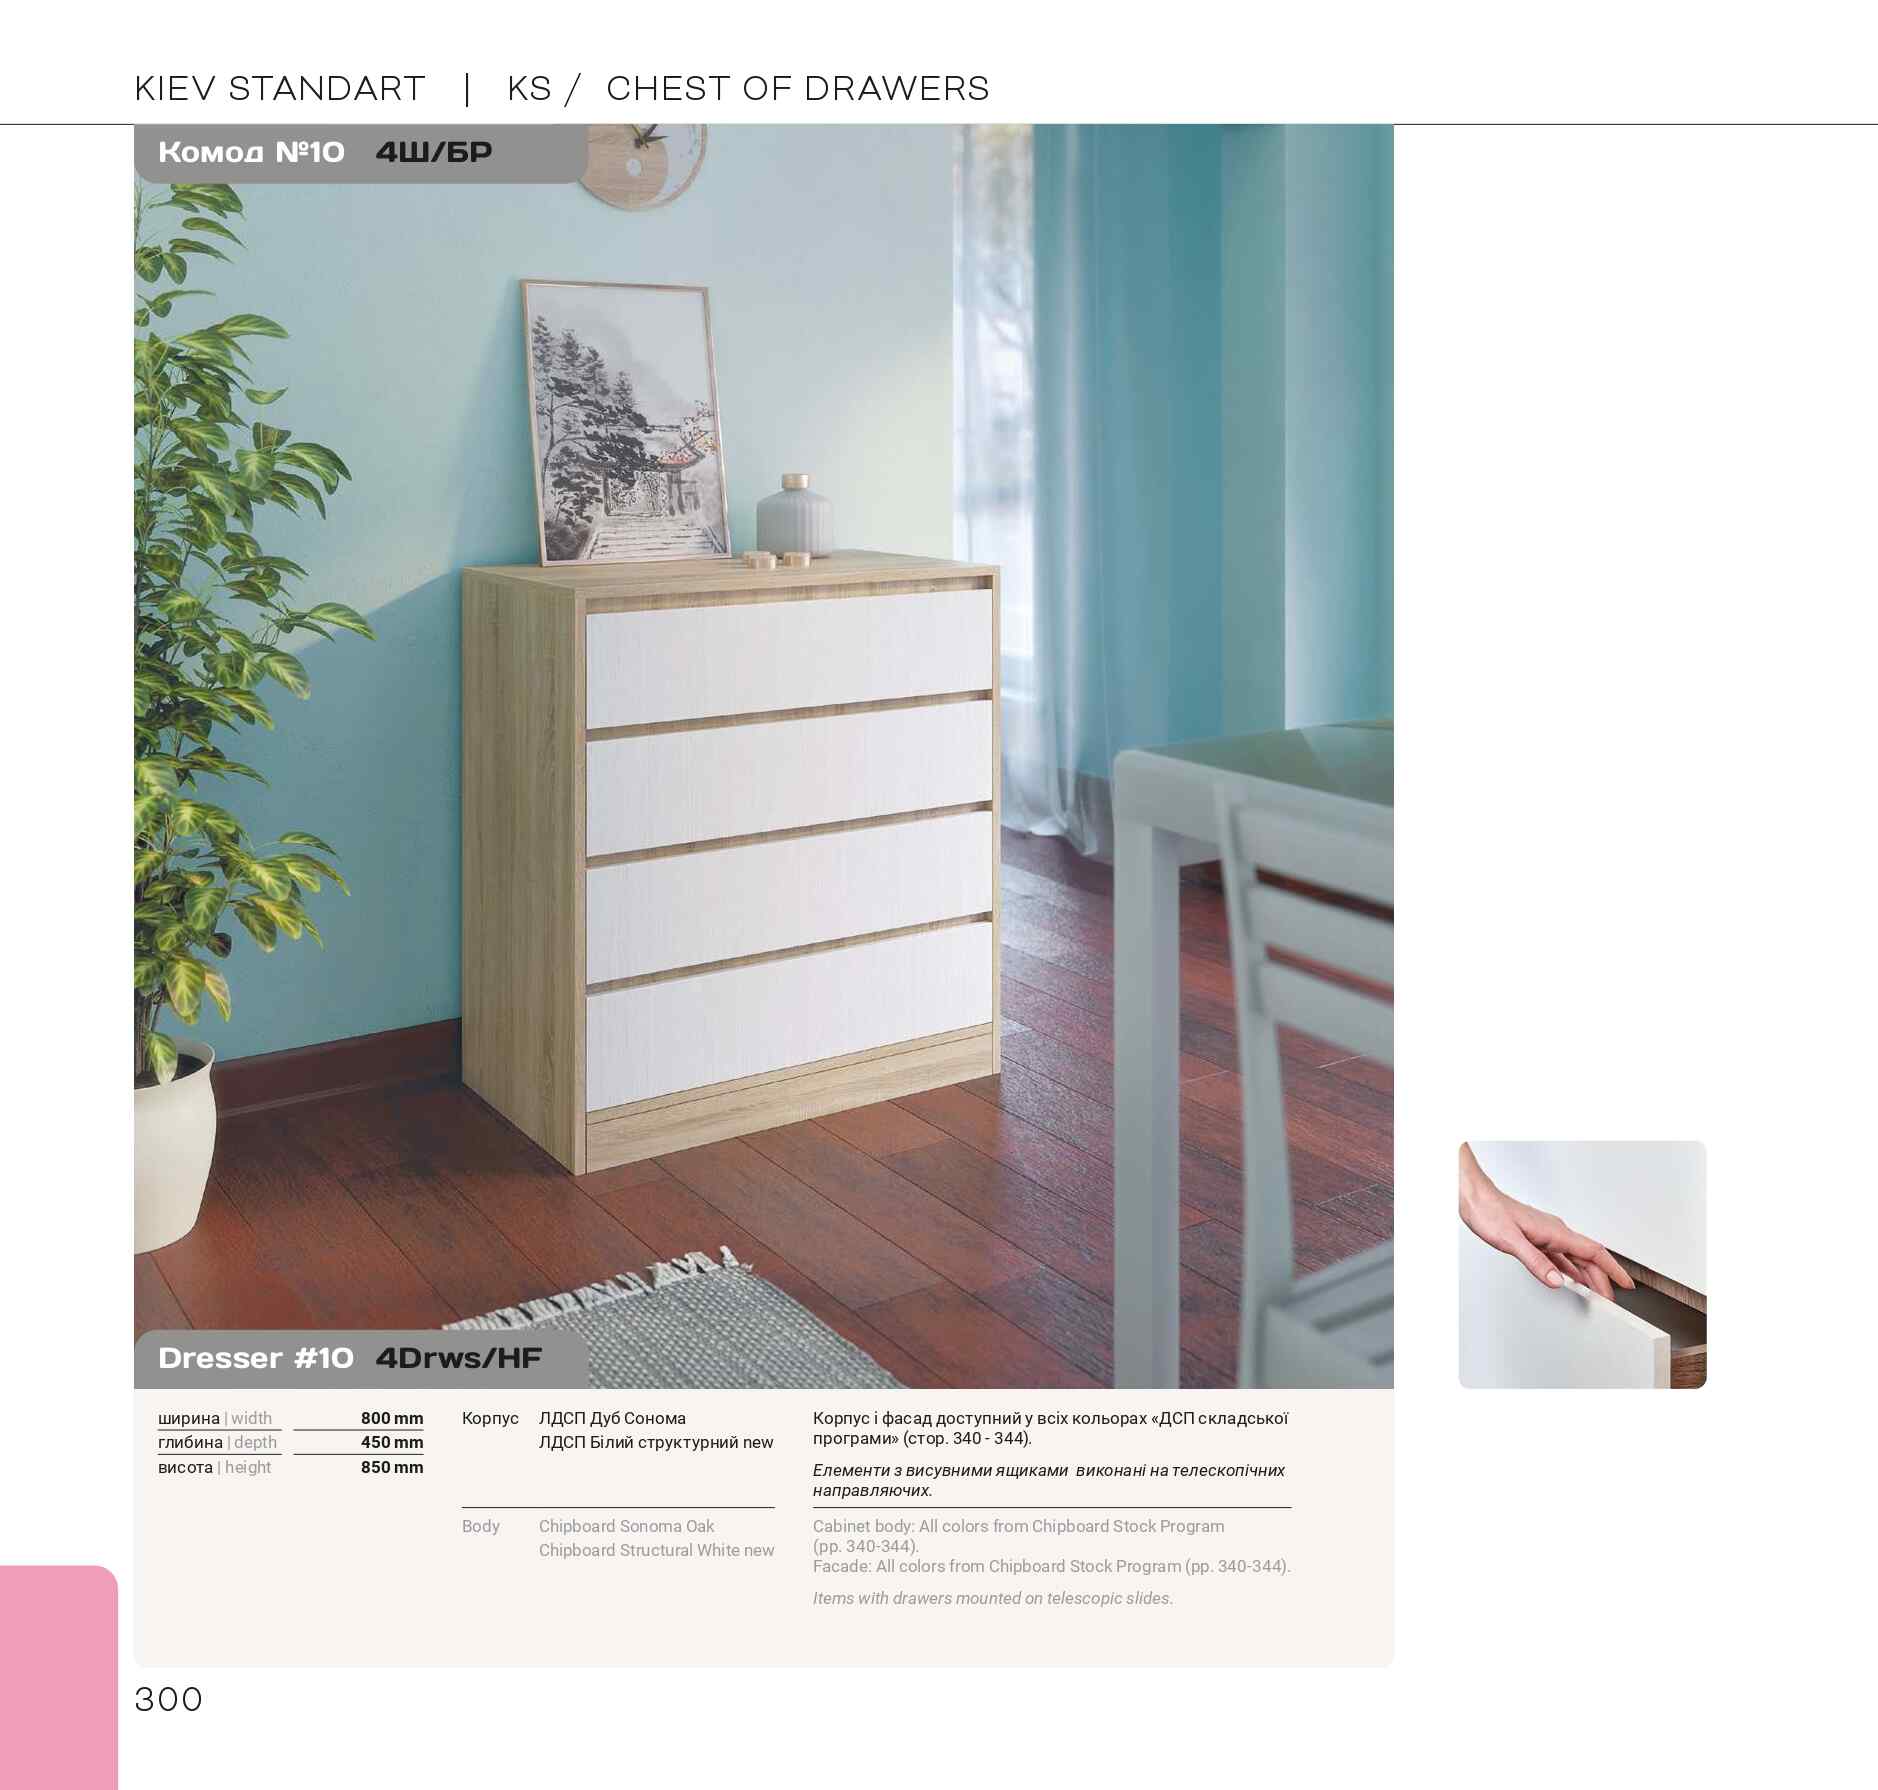 KIEV STANDART | KS / CHEST OF DRAWERS
Комод №10 4Ш/БР
Dresser #10 4Drws/HF
ширина | width 800 mm
глибина | depth 450 mm
висота | height 850 mm
Корпус ЛДСП Дуб Сонома
ЛДСП Білий структурний new
Body Chipboard Sonoma Oak
Chipboard Structural White new
Корпус і фасад доступний у всіх кольорах «ДСП складської
програми» (стор. 340 - 344).
Елементи з висувними ящиками виконані на телескопічних
направляючих.
Cabinet body: All colors from Chipboard Stock Program
(pp. 340-344).
Facade: All colors from Chipboard Stock Program (pp. 340-344).
Items with drawers mounted on telescopic slides.
300